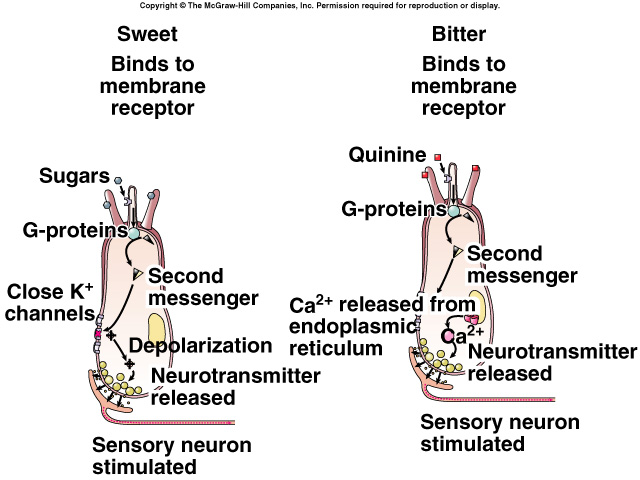 Copyright © The McGraw-Hill Companies, Inc. Permission required for reproduction or display.
Sweet
Binds to
membrane
receptor
Sugars
G-proteins
Second
messenger
Close K+
channels
Depolarization
Neurotransmitter
released
Sensory neuron
stimulated
Bitter
Binds to
membrane
receptor
Quinine
G-proteins
Second
messenger
Ca2+ released from
endoplasmic
reticulum
Ca2+
Neurotransmitter
released
Sensory neuron
stimulated